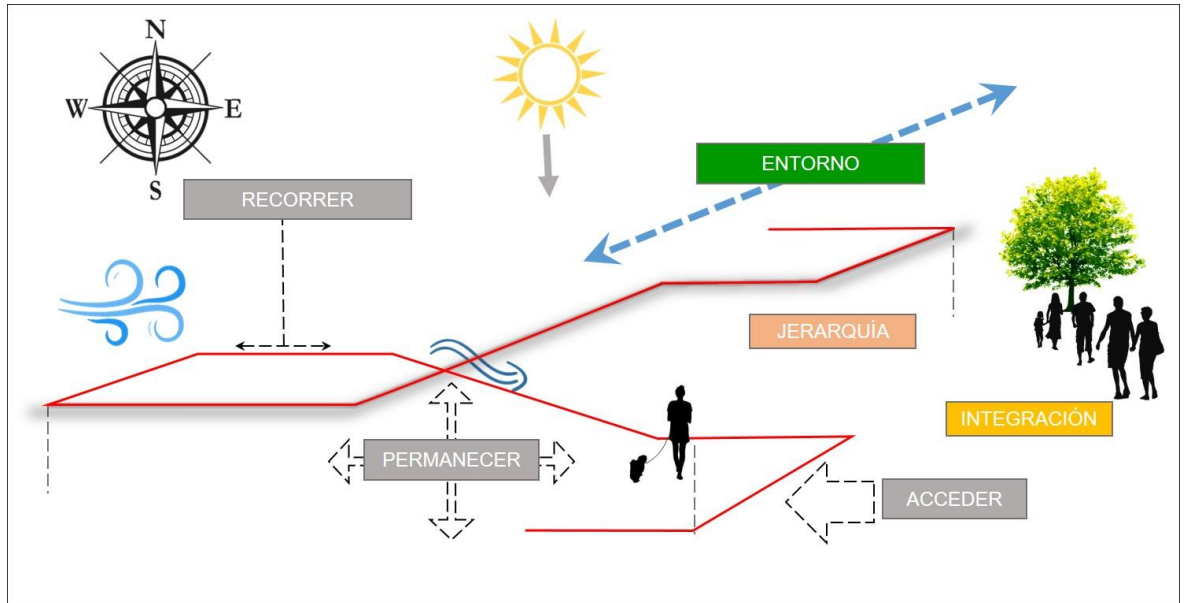 N
W
E
S
RECORRER
ENTORNO
JERARQUÍA
INTEGRACIÓN
PERMANECER
ACCEDER